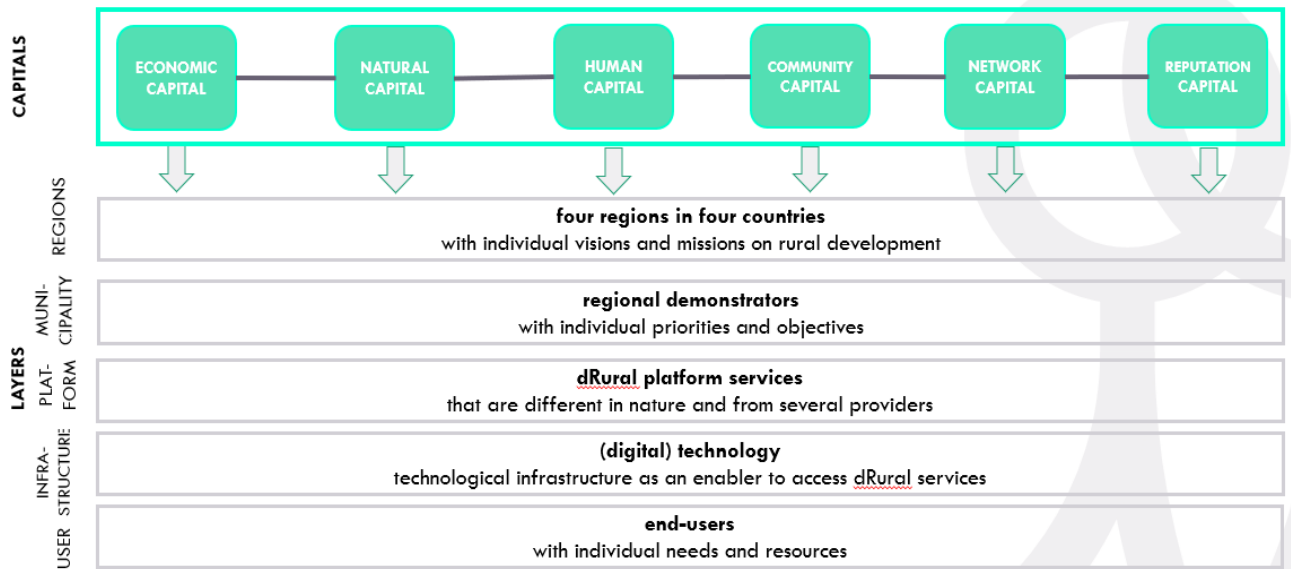 CAPITALS
ECONOMIC
CAPITAL
NATURAL
CAPITAL
HUMAN
CAPITAL
COMMUNITY
CAPITAL
NETWORK
CAPITAL
REPUTATION
CAPITAL
LAYERS
REGIONS
four regions in four countries
with individual visions and missions on rural development
MUNI-
CIPALITY
regional demonstrators
with individual priorities and objectives
PLAT-
FORM
dRural platform services
that are different in nature and from several providers
INFRA-
STRUCTURE
(digital) technology
technological infrastructure as an enabler to access dRural services
USER
end-users
with individual needs and resources